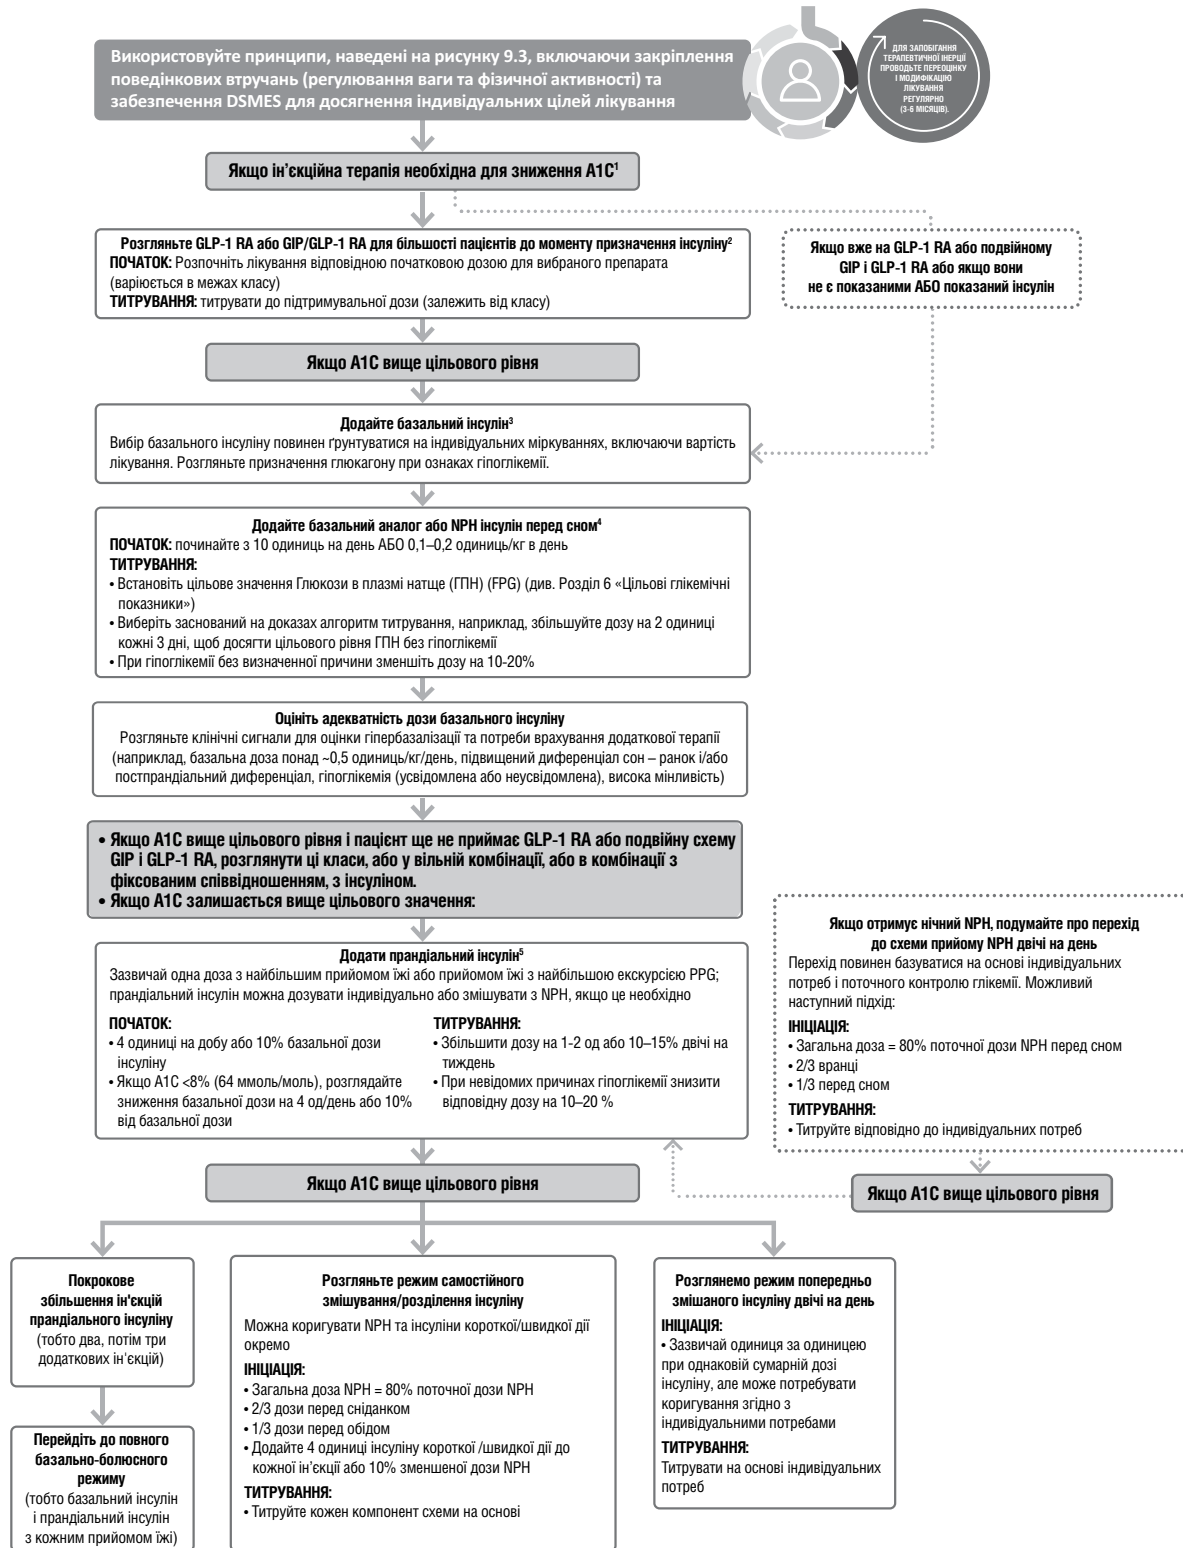 Використовуйте принципи, наведені на рисунку 9.3, включаючи закріплення
поведінкових втручань (регулювання ваги та фізичної активності) та
забезпечення DSMES для досягнення індивідуальних цілей лікування
ДЛЯ ЗАПОБІГАННЯ
ТЕРАПЕВТИЧНОЇ ІНЕРЦІЇ
ПРОВОДЬТЕ ПЕРЕОЦІНКУ
І МОДИФІКАЦІЮ
ЛІКУВАННЯ
РЕГУЛЯРНО
(3-6 МІСЯЦІВ).
Якщо ін’єкційна терапія необхідна для зниження A1C¹
Розгляньте GLP-1 RA або GIP/GLP-1 RA для більшості пацієнтів до моменту призначення інсуліну²
ПОЧАТОК: Розпочніть лікування відповідною початковою дозою для вибраного препарата
(варіюється в межах класу)
ТИТРУВАННЯ: титрувати до підтримувальної дози (залежить від класу)
Якщо вже на GLP-1 RA або подвійному
GIP і GLP-1 RA або якщо вони
не є показаними АБО показаний інсулін
Якщо A1C вище цільового рівня
Додайте базальний інсулін³
Вибір базального інсуліну повинен ґрунтуватися на індивідуальних міркуваннях, включаючи вартість
лікування. Розгляньте призначення глюкагону при ознаках гіпоглікемії.
Додайте базальний аналог або NPH інсулін перед сном⁴
ПОЧАТОК: починайте з 10 одиниць на день АБО 0,1–0,2 одиниць/кг в день
ТИТРУВАННЯ:
• Встановіть цільове значення Глюкози в плазмі натще (ГПН) (FPG) (див. Розділ 6 «Цільові глікемічні
показники»)
• Виберіть заснований на доказах алгоритм титрування, наприклад, збільшуйте дозу на 2 одиниці
кожні 3 дні, щоб досягти цільового рівня ГПН без гіпоглікемії
• При гіпоглікемії без визначенної причини зменшіть дозу на 10-20%
Оцініть адекватність дози базального інсуліну
Розгляньте клінічні сигнали для оцінки гіпербазалізації та потреби врахування додаткової терапії
(наприклад, базальна доза понад ~0,5 одиниць/кг/день, підвищений диференціал сон – ранок і/або
постпрандіальний диференціал, гіпоглікемія (усвідомлена або неусвідомлена), висока мінливість)
• Якщо A1C вище цільового рівня і пацієнт ще не приймає GLP-1 RA або подвійну схему
GIP і GLP-1 RA, розглянути ці класи, або у вільній комбінації, або в комбінації з
фіксованим співвідношенням, з інсуліном.
• Якщо A1C залишається вище цільового значення:
Додати прандіальний інсулін⁵
Зазвичай одна доза з найбільшим прийомом їжі або прийомом їжі з найбільшою екскурсією PPG;
прандіальний інсулін можна дозувати індивідуально або змішувати з NPH, якщо це необхідно
ПОЧАТОК:
• 4 одиниці на добу або 10% базальної дози
інсуліну
• Якщо A1C <8% (64 ммоль/моль), розглядайте
зниження базальної дози на 4 од/день або 10%
від базальної дози
ТИТРУВАННЯ:
• Збільшити дозу на 1-2 од або 10–15% двічі на
тиждень
• При невідомих причинах гіпоглікемії знизити
відповідну дозу на 10–20 %
Якщо отримує нічний NPH, подумайте про перехід
до схеми прийому NPH двічі на день
Перехід повинен базуватися на основі індивідуальних
потреб і поточного контролю глікемії. Можливий
наступний підхід:
ІНІЦІАЦІЯ:
• Загальна доза = 80% поточної дози NPH перед сном
• 2/3 вранці
• 1/3 перед сном
ТИТРУВАННЯ:
• Титруйте відповідно до індивідуальних потреб
Якщо A1C вище цільового рівня
Якщо A1C вище цільового рівня
Покрокове
збільшення ін'єкцій
прандіального інсуліну
(тобто два, потім три
додаткових ін'єкцій)
Перейдіть до повного
базально-болюсного
режиму
(тобто базальний інсулін
і прандіальний інсулін
з кожним прийомом їжі)
Розгляньте режим самостійного
змішування/розділення інсуліну
Можна коригувати NPH та інсуліни короткої/швидкої дії
окремо
ІНІЦІАЦІЯ:
• Загальна доза NPH = 80% поточної дози NPH
• 2/3 дози перед сніданком
• 1/3 дози перед обідом
• Додайте 4 одиниці інсуліну короткої /швидкої дії до
кожної ін’єкції або 10% зменшеної дози NPH
ТИТРУВАННЯ:
• Титруйте кожен компонент схеми на основі
Розглянемо режим попередньо
змішаного інсуліну двічі на день
ІНІЦІАЦІЯ:
• Зазвичай одиниця за одиницею
при однаковій сумарній дозі
інсуліну, але може потребувати
коригування згідно з
індивідуальними потребами
ТИТРУВАННЯ:
Титрувати на основі індивідуальних
потреб